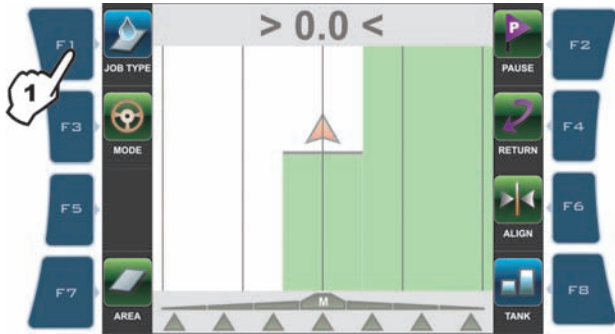 > 0.0 <
F1
JOB TYPE
P
PAUSE
F2
1
F3
MODE
RETURN
F4
F5
ALIGN
F6
F7
AREA
M
TANK
F8